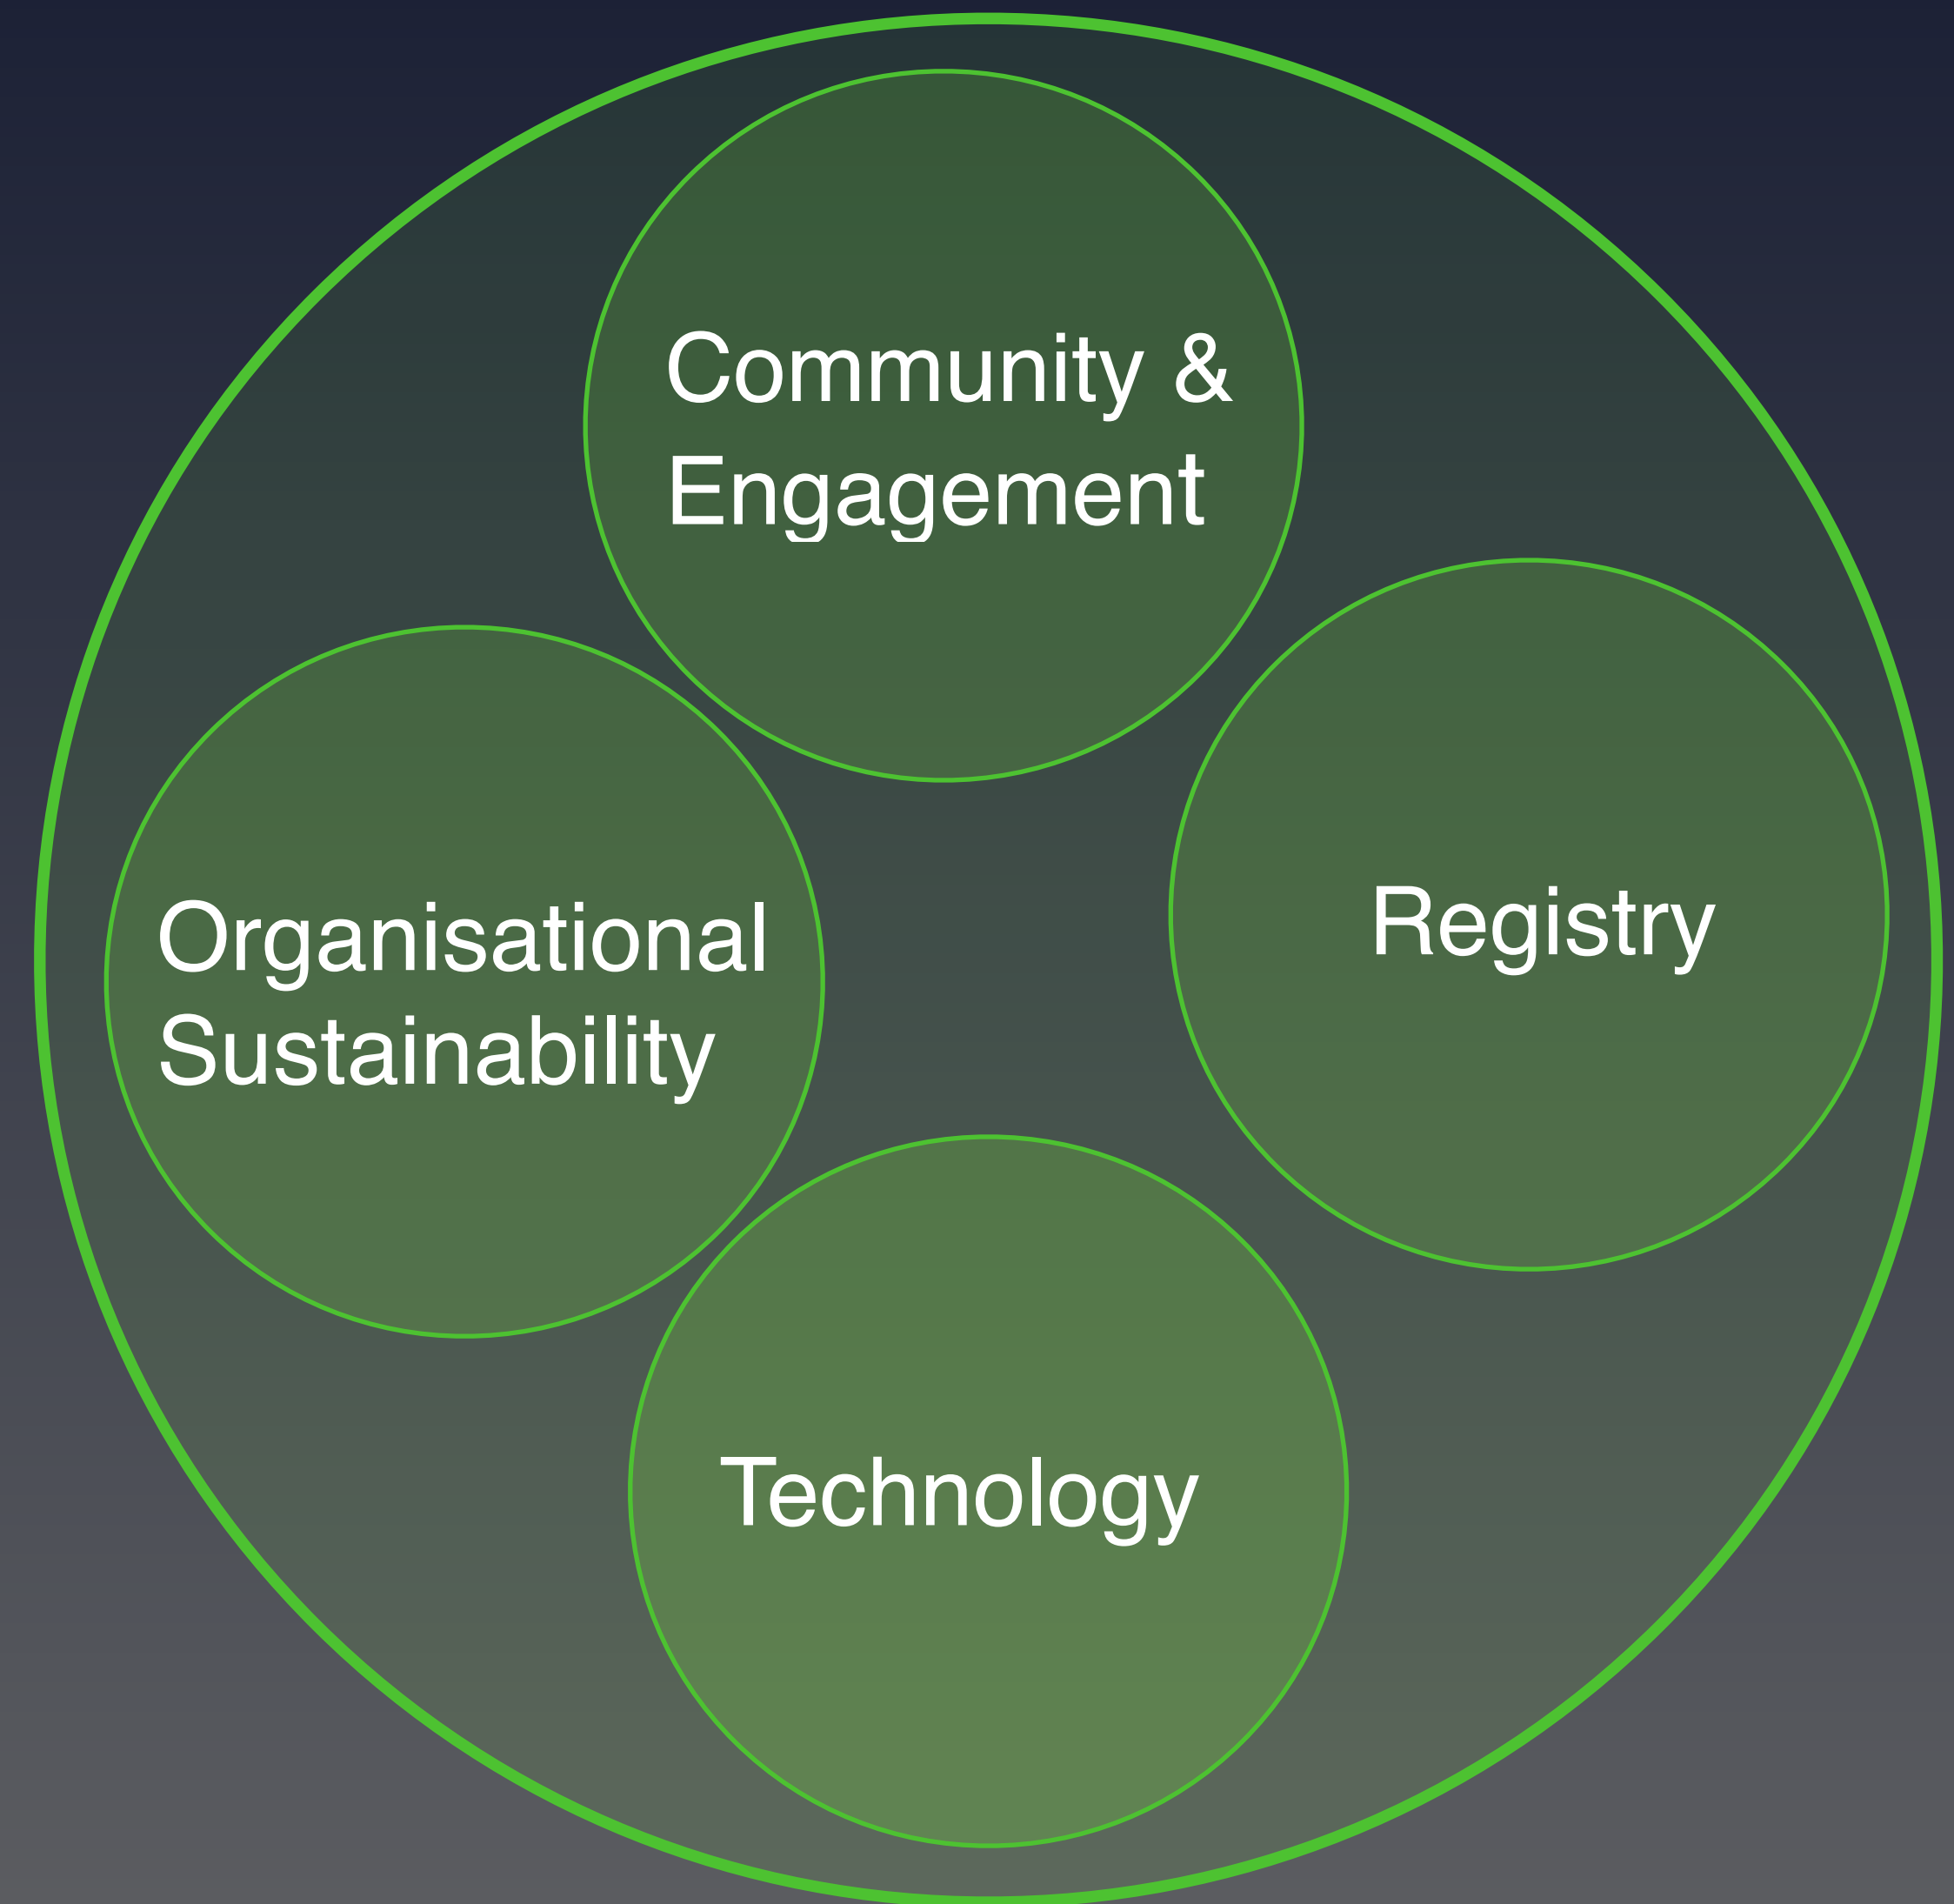 Community &
Engagement
Organisational
Sustainability
Registry
Technology